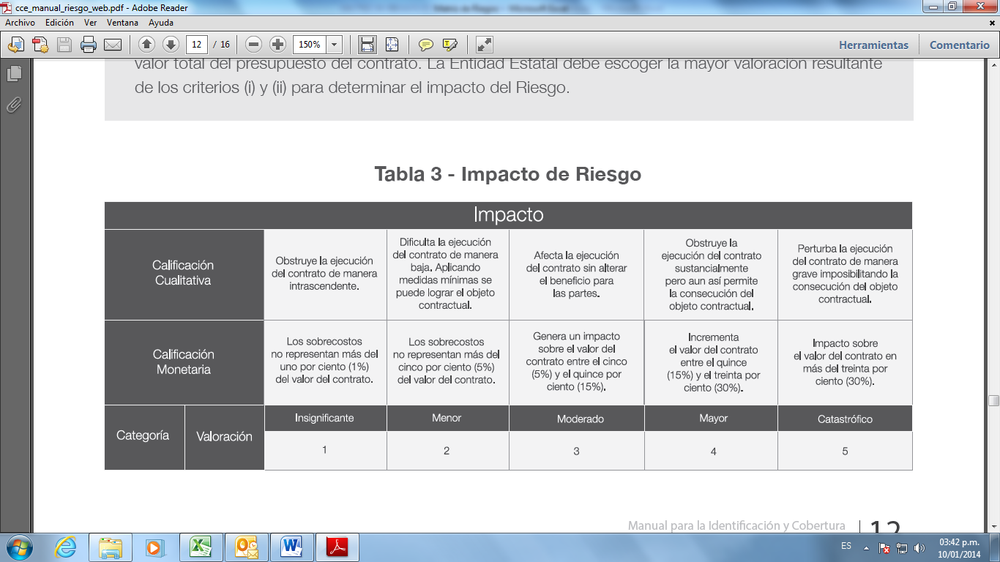 cce_manual_riesgo_web.pdf - Adobe Reader
Archivo Edición Ver Ventana Ayuda
12 / 16 150% Herramientas Comentario
valor total del presupuesto del contrato. La Entidad Estatal debe escoger la mayor valoración resultante
de los criterios (i) y (ii) para determinar el impacto del Riesgo.
Tabla 3 - Impacto de Riesgo
Impacto
Calificación
Cualitativa
Obstruye la ejecución
del contrato de manera
intrascendente.
Dificulta la ejecución
del contrato de manera
baja. Aplicando
medidas mínimas se
puede lograr el objeto
contractual.
Afecta la ejecución
del contrato sin alterar
el beneficio para
las partes.
Obstruye la
ejecución del contrato
sustancialmente
pero aun así permite
la consecución del
objeto contractual.
Perturba la ejecución
del contrato de manera
grave imposibilitando la
consecución del objeto
contractual.
Calificación
Monetaria
Los sobrecostos
no representan más del
uno por ciento (1%)
del valor del contrato.
Los sobrecostos
no representan más del
cinco por ciento (5%)
del valor del contrato.
Genera un impacto
sobre el valor del
contrato entre el cinco
(5%) y el quince por
ciento (15%).
Incrementa
el valor del contrato
entre el quince
(15%) y el treinta por
ciento (30%).
Impacto sobre
el valor del contrato en
más del treinta por
ciento (30%).
Categoría Valoración
Insignificante Menor Moderado Mayor Catastrófico
1 2 3 4 5
Manual para la Identificación y Cobertura 12
ES 03:42 p.m.
10/01/2014